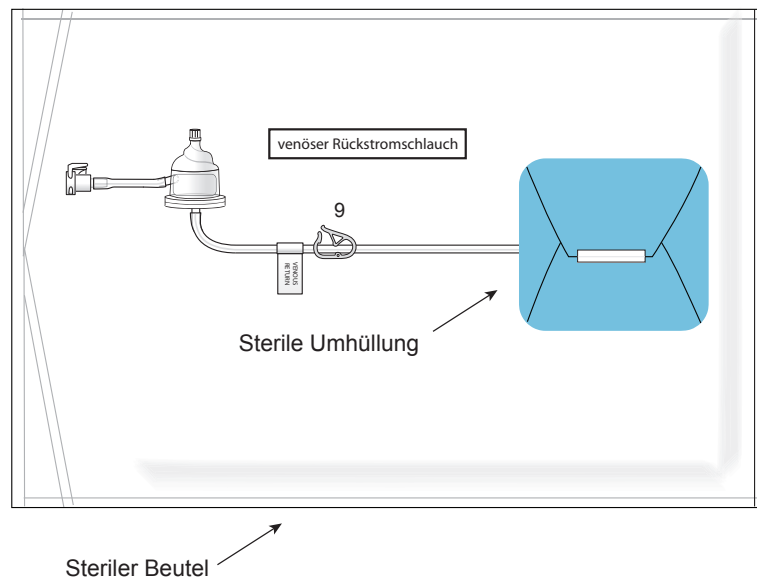 venöser Rückstromschlauch
9
VENOUS
RETURN
Sterile Umhüllung
Steriler Beutel